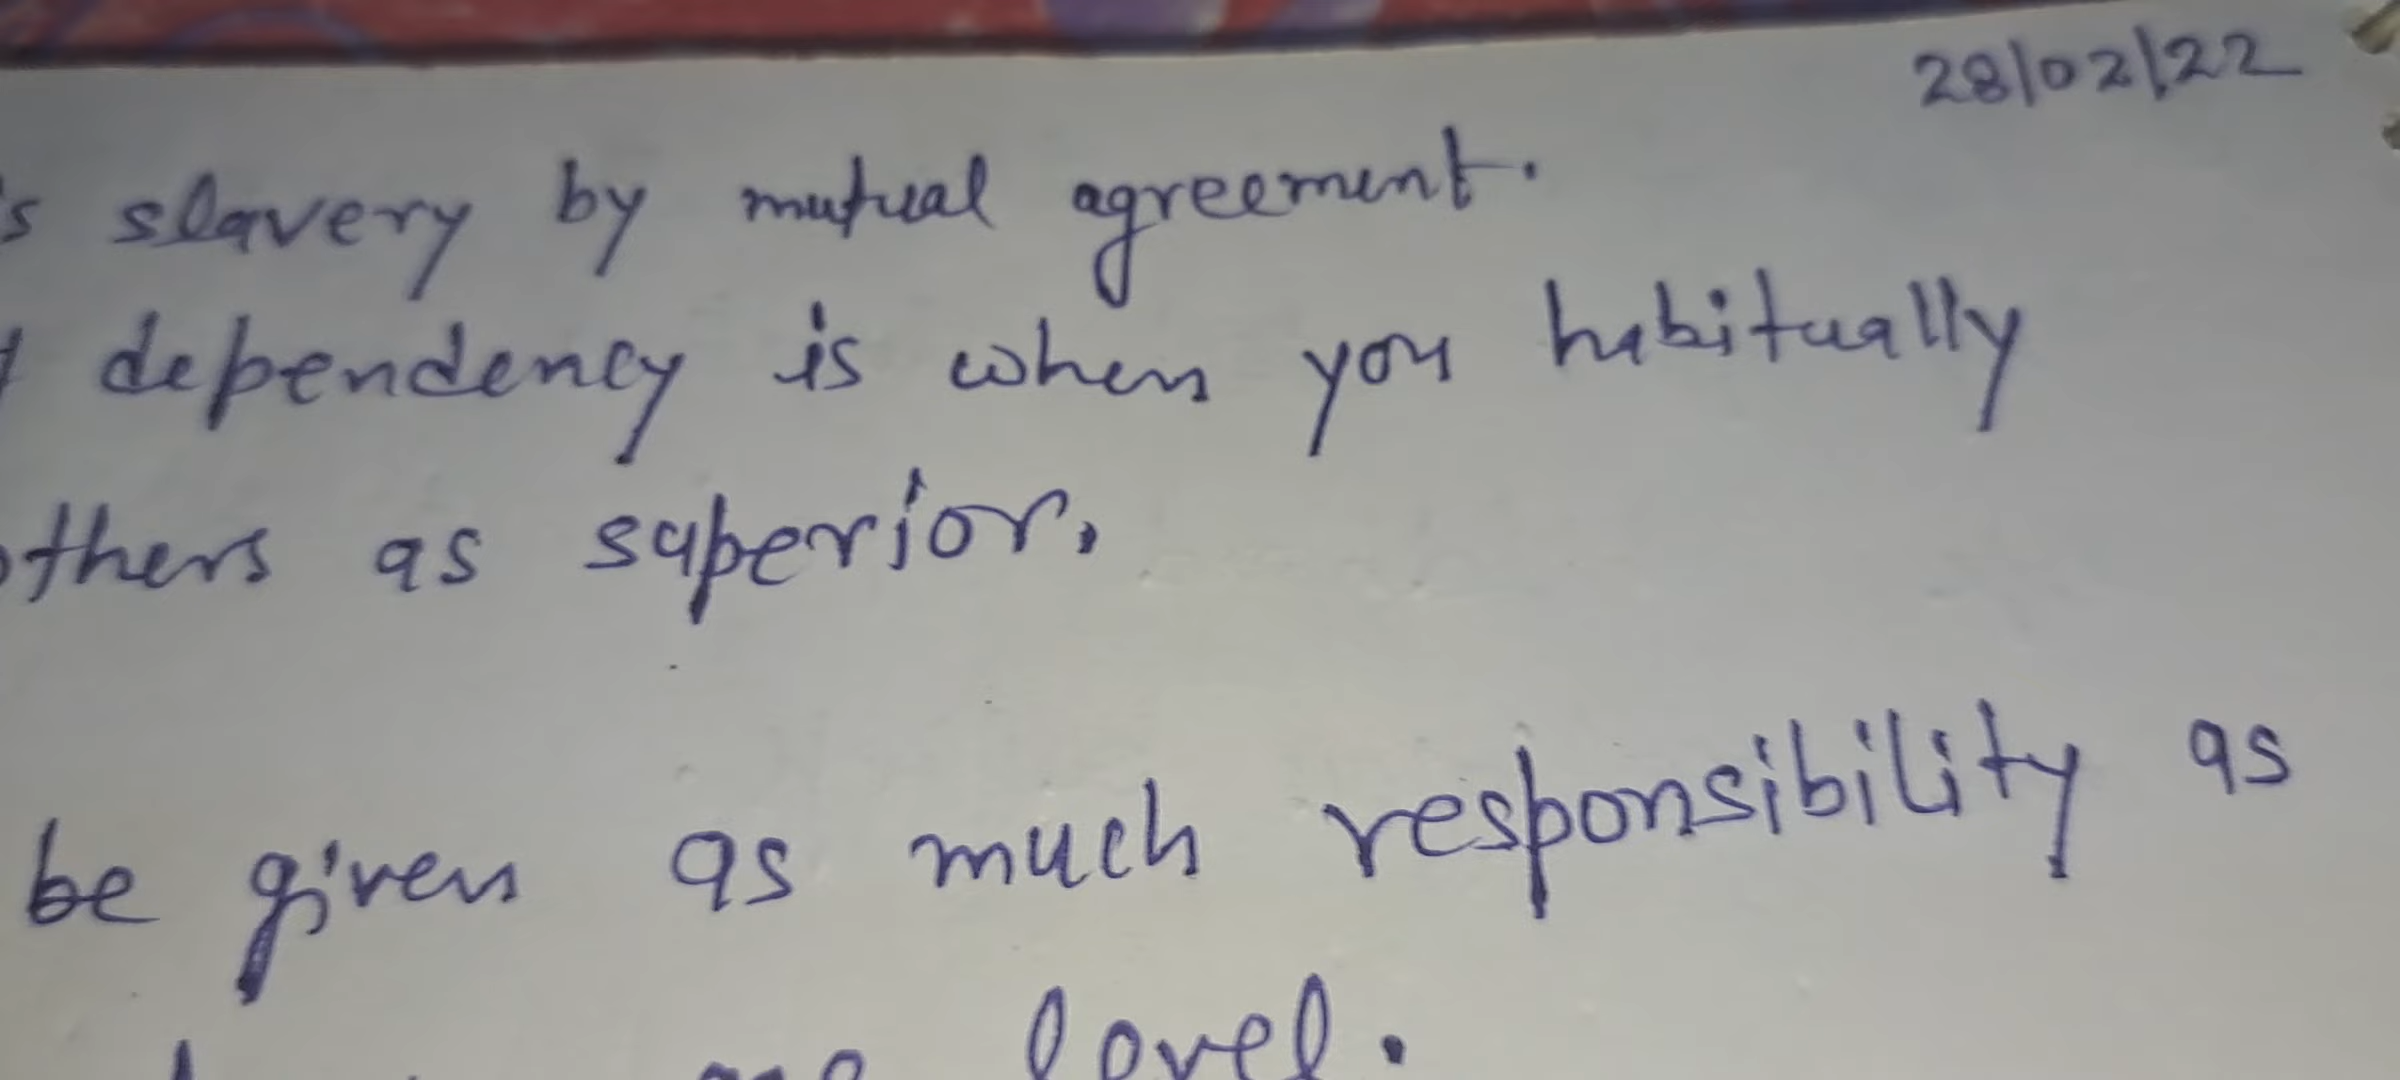 28/02/22
slavery by mutual agreement.
dependency is when you habitually
others as superior.
be given as much responsibility as
level.